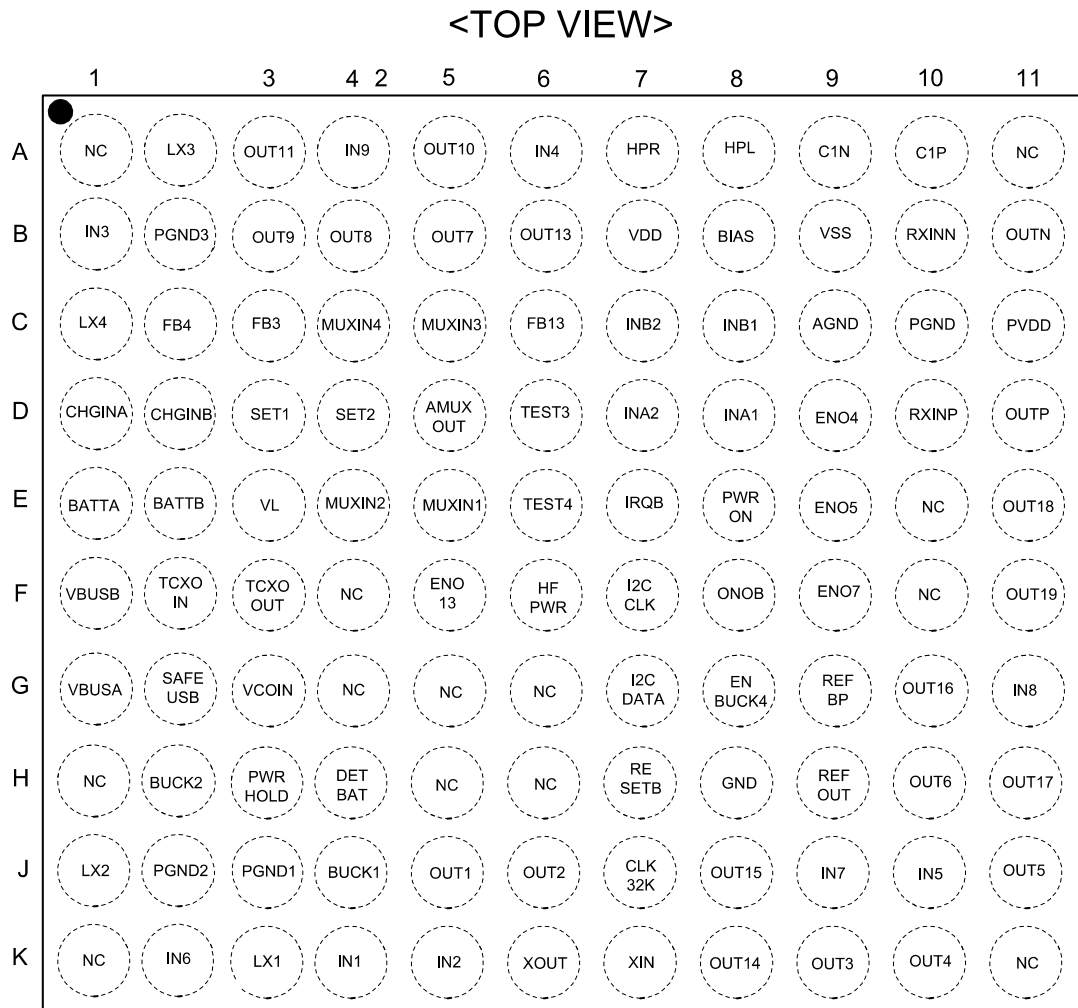 <TOP VIEW>
1 3 4 2 5 6 7 8 9 10 11
A NC LX3 OUT11 IN9 OUT10 IN4 HPR HPL C1N C1P NC
B IN3 PGND3 OUT9 OUT8 OUT7 OUT13 VDD BIAS VSS RXINN OUTN
C LX4 FB4 FB3 MUXIN4 MUXIN3 FB13 INB2 INB1 AGND PGND PVDD
D CHGINA CHGINB SET1 SET2 AMUX OUT TEST3 INA2 INA1 ENO4 RXINP OUTP
E BATTA BATTB VL MUXIN2 MUXIN1 TEST4 IRQB PWR ON ENO5 NC OUT18
F VBUSB TCXO IN TCXO OUT NC ENO 13 HF PWR I2C CLK ONOB ENO7 NC OUT19
G VBUSA SAFE USB VCOIN NC NC NC I2C DATA EN BUCK4 REF BP OUT16 IN8
H NC BUCK2 PWR HOLD DET BAT NC NC RE SETB GND REF OUT OUT6 OUT17
J LX2 PGND2 PGND1 BUCK1 OUT1 OUT2 CLK 32K OUT15 IN7 IN5 OUT5
K NC IN6 LX1 IN1 IN2 XOUT XIN OUT14 OUT3 OUT4 NC